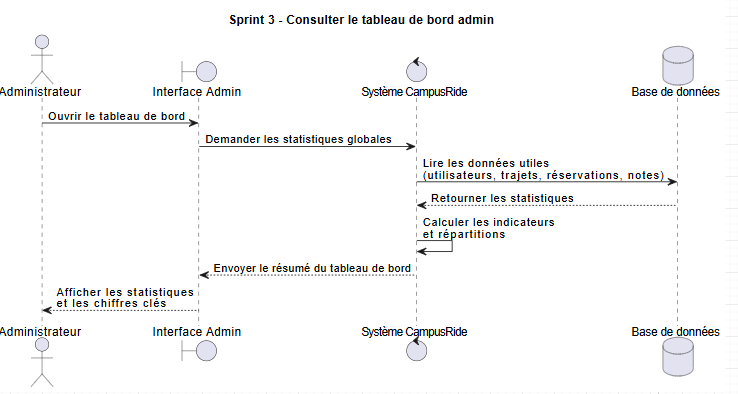 Sprint 3 - Consulter le tableau de bord admin
Administrateur
Interface Admin
Système CampusRide
Base de données
Ouvrir le tableau de bord
Demander les statistiques globales
Lire les données utiles
(utilisateurs, trajets, réservations, notes)
Retourner les statistiques
Calculer les indicateurs
et répartitions
Envoyer le résumé du tableau de bord
Afficher les statistiques
et les chiffres clés
Administrateur
Interface Admin
Système CampusRide
Base de données